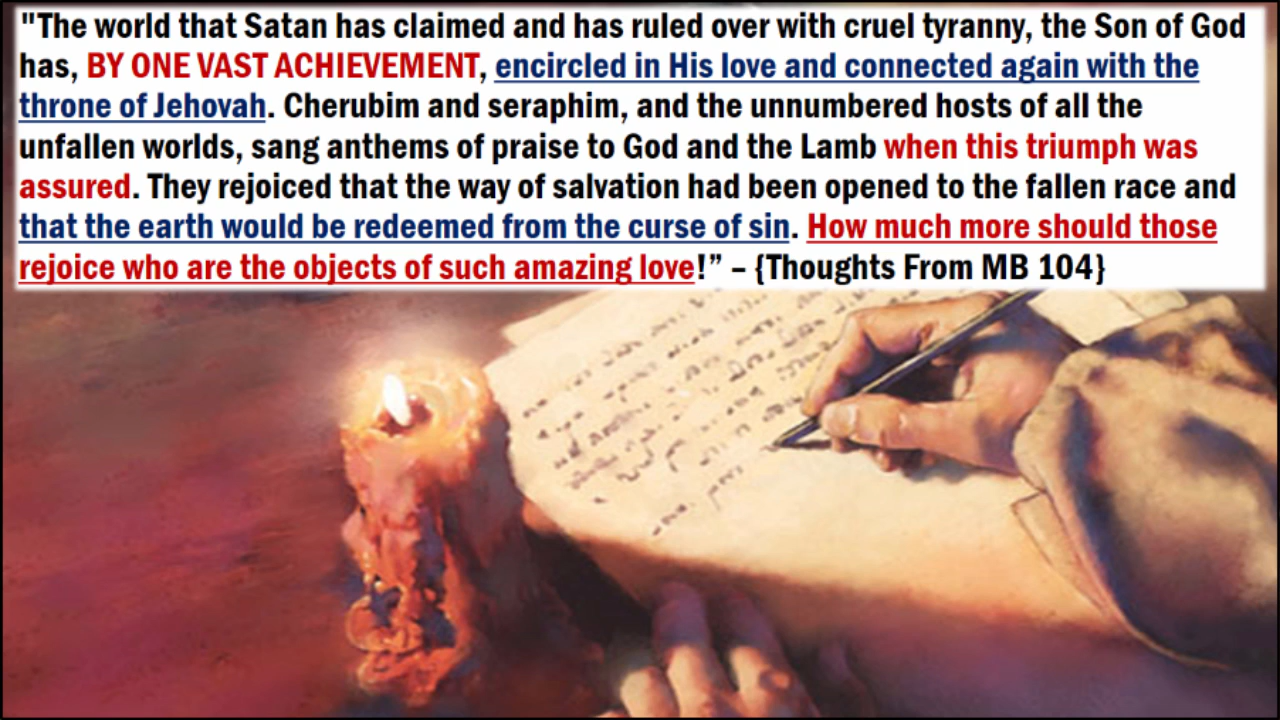 "The world that Satan has claimed and has ruled over with cruel tyranny, the Son of God
has, BY ONE VAST ACHIEVEMENT, encircled in His love and connected again with the
throne of Jehovah. Cherubim and seraphim, and the unnumbered hosts of all the
unfallen worlds, sang anthems of praise to God and the Lamb when this triumph was
assured. They rejoiced that the way of salvation had been opened to the fallen race and
that the earth would be redeemed from the curse of sin. How much more should those
rejoice who are the objects of such amazing love!” – {Thoughts From MB 104}